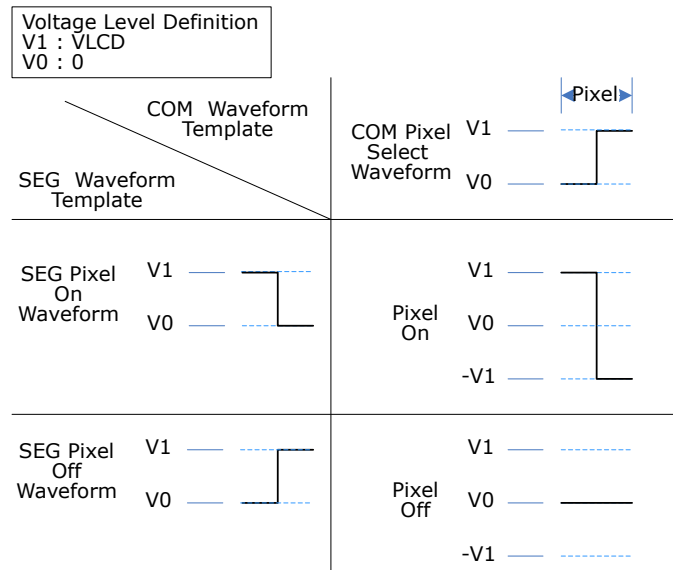 Voltage Level Definition
V1 : VLCD
V0 : 0
COM Waveform
Template
SEG Waveform
Template
Pixel
COM Pixel
Select
Waveform
V1
V0
SEG Pixel
On
Waveform
V1
V0
Pixel
On
V1
V0
-V1
SEG Pixel
Off
Waveform
V1
V0
Pixel
Off
V1
V0
-V1